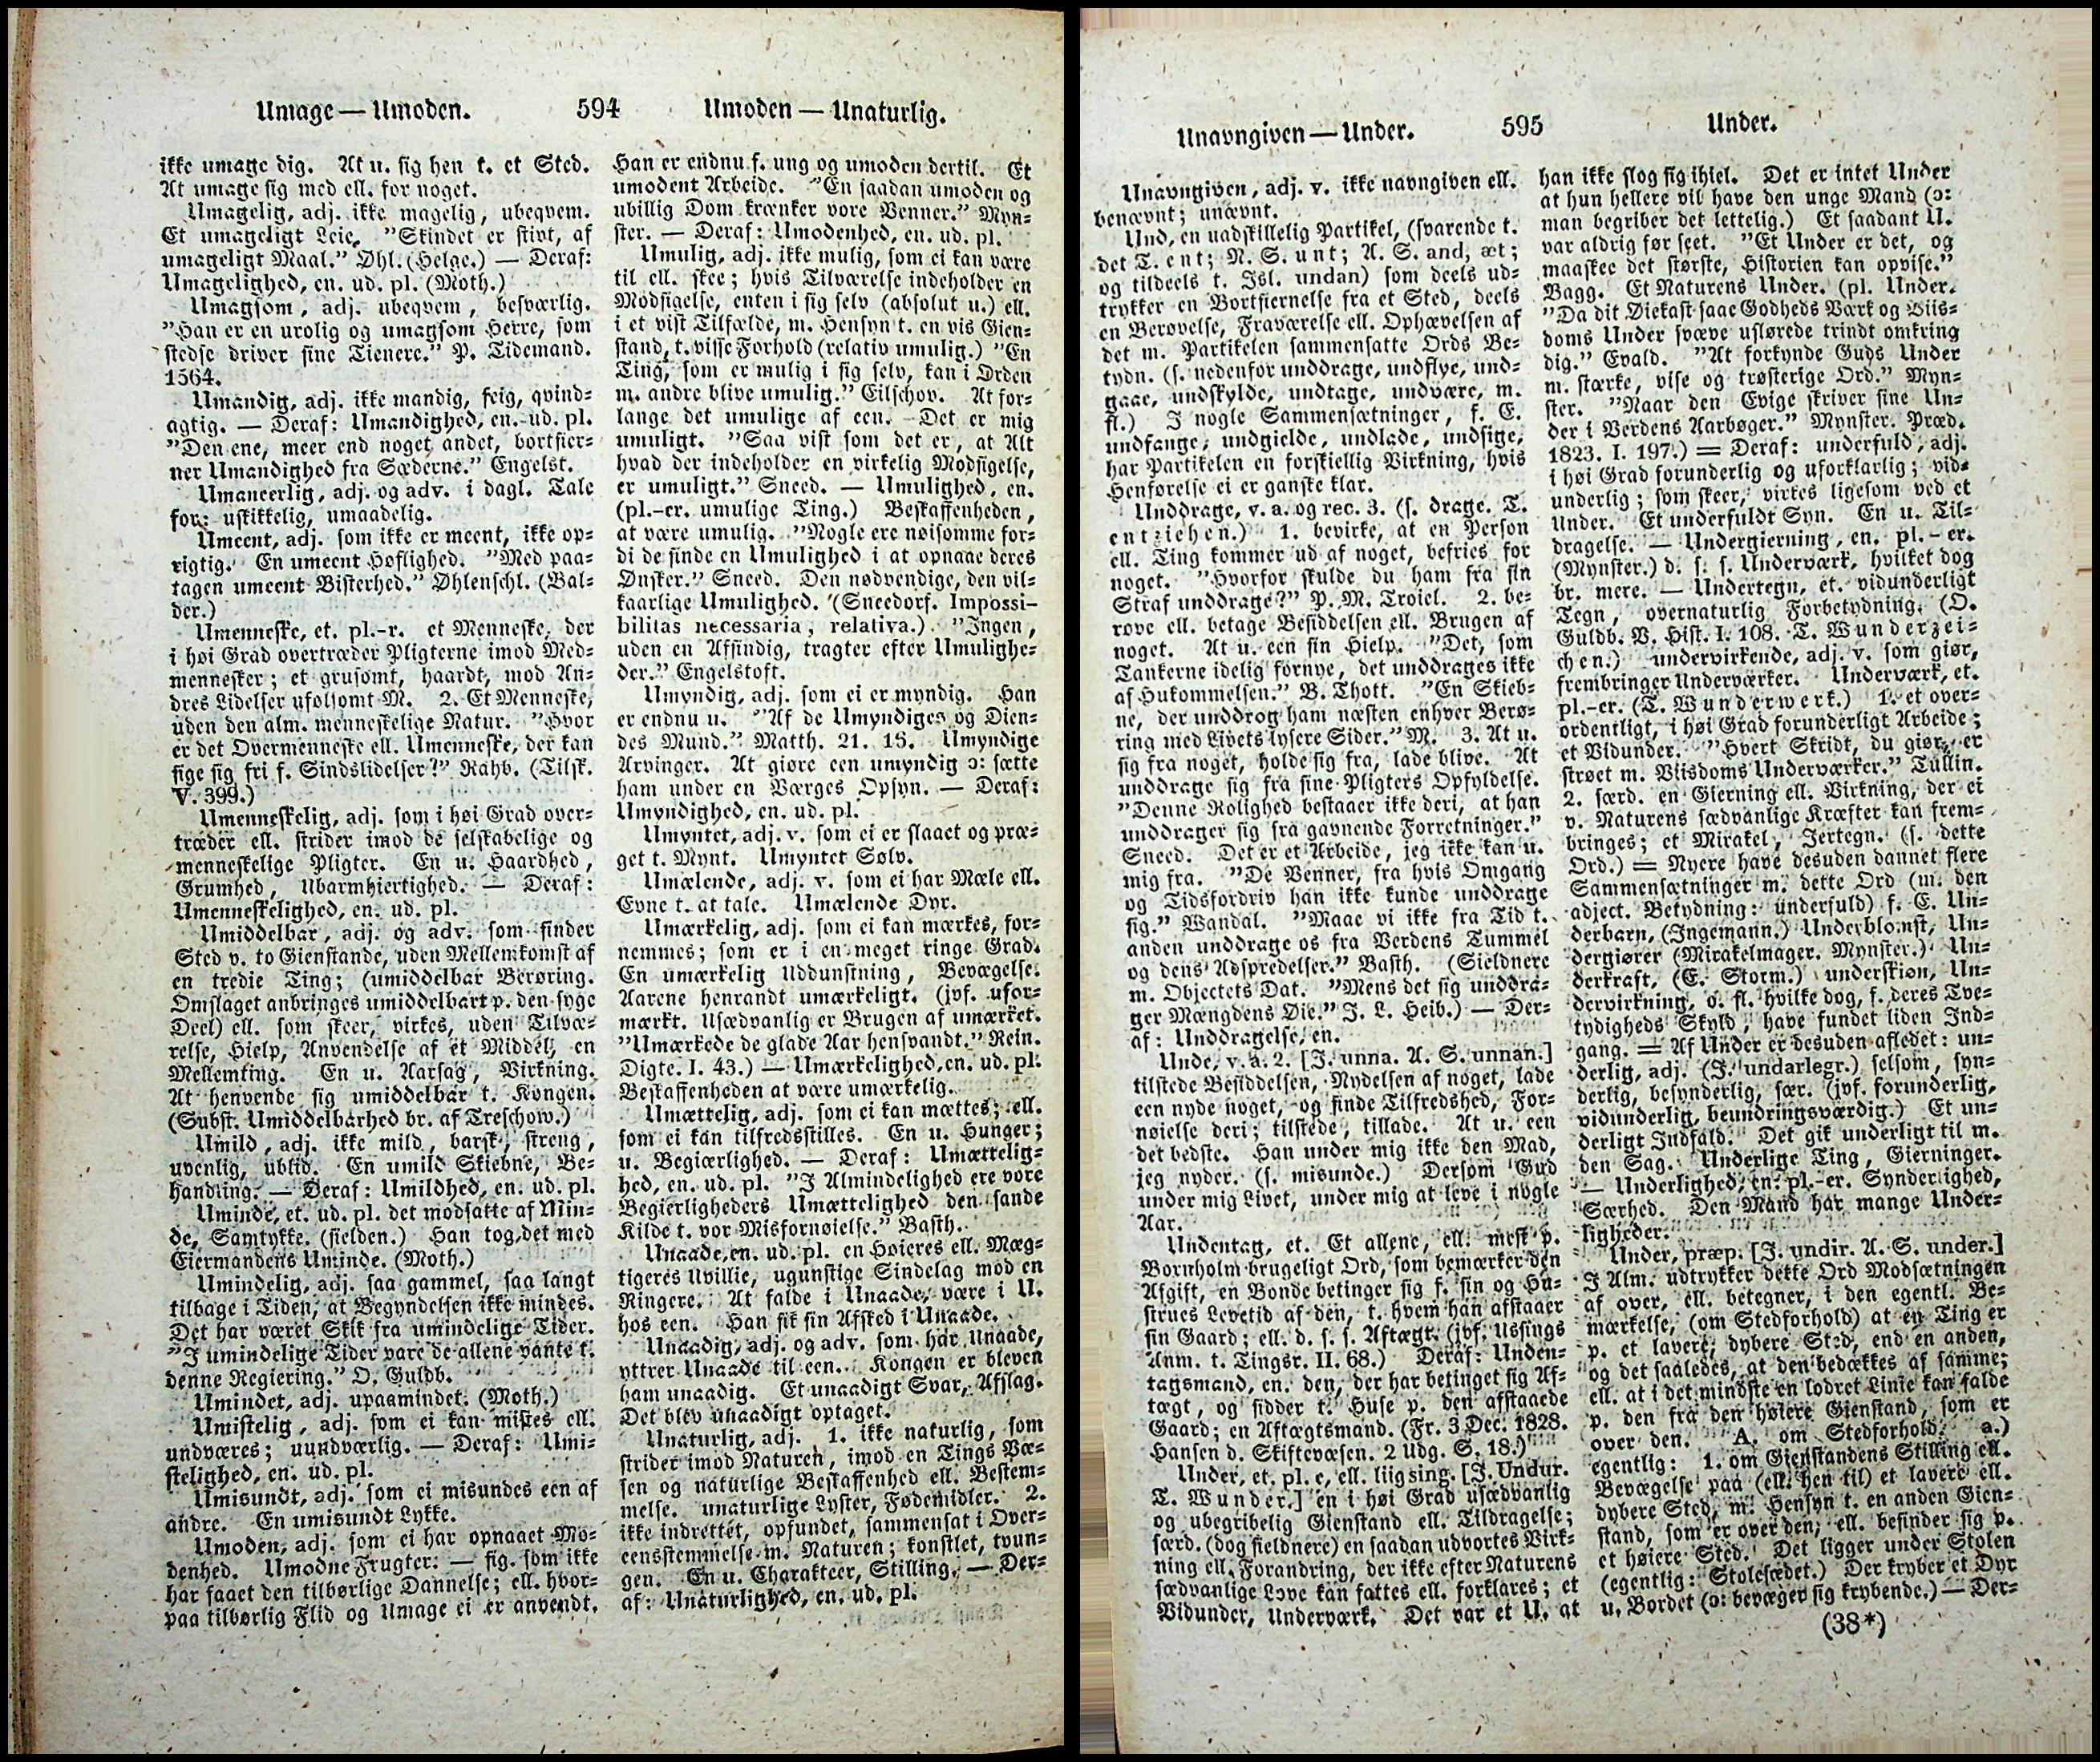 Umage — Umoden. 594 Umoden — Unaturlig.
ikke umage dig. At u. sig hen t. et Sted.
At umage sig med ell. for noget.
Umagelig, adj. ikke magelig, ubeqvem.
Et umageligt Leie. "Skindet er stivt, af
umageligt Maal." Øhl. (Helge.) — Deraf:
Umagelighed, en. ud. pl. (Moth.)
Umagsom, adj. ubeqvem, besværlig.
"Han er en urolig og umagsom Herre, som
stedse driver sine Tienere." P. Tidemand.
1564.
Umandig, adj. ikke mandig, feig, qvind-
agtig. — Deraf: Umandighed, en. ud. pl.
"Den ene, meer end noget andet, bortfier-
ner Umandighed fra Sæderne." Engelst.
Umaneerlig, adj. og adv. i dagl. Tale
for: uskikkelig, umaadelig.
Umeent, adj. som ikke er meent, ikke op-
rigtig. En umeent Høflighed. "Med paa-
tagen umeent Bisterhed." Øhlenschl. (Bal-
der.)
Umenneske, et. pl.-r. et Menneske, der
i høi Grad overtræder Pligterne imod Med-
mennesker; et grusomt, haardt, mod An-
dres Lidelser ufølsomt M. 2. Et Menneske,
uden den alm. menneskelige Natur. "Hvor
er det Overmenneske ell. Umenneske, der kan
sige sig fri f. Sindslidelser?" Rahb. (Tilsk.
V. 399.)
Umenneskelig, adj. som i høi Grad over-
træder ell. strider imod de selskabelige og
menneskelige Pligter. En u. Haardhed,
Grumhed, Ubarmhiertighed. — Deraf:
Umenneskelighed, en. ud. pl.
Umiddelbar, adj. og adv. som finder
Sted v. to Gienstande, uden Mellemkomst af
en tredie Ting; (umiddelbar Berøring.
Omslaget anbringes umiddelbart p. den syge
Deel) ell. som skeer, virkes, uden Tilvæ-
relse, Hielp, Anvendelse af et Middel, en
Mellemting. En u. Aarsag, Virkning.
At henvende sig umiddelbar t. Kongen.
(Subst. Umiddelbarhed br. af Treschow.)
Umild, adj. ikke mild, barsk, streng,
uvenlig, ublid. En umild Skiebne, Be-
handling. — Deraf: Umildhed, en. ud. pl.
Uminde, et. ud. pl. det modsatte af Min-
de, Samtykke. (sielden.) Han tog det med
Eiermandens Uminde. (Moth.)
Umindelig, adj. saa gammel, saa langt
tilbage i Tiden, at Begyndelsen ikke mindes.
Det har været Skik fra umindelige Tider.
"I umindelige Tider vare de allene vante t.
denne Regiering." O. Guldb.
Umindet, adj. upaamindet. (Moth.)
Umistelig, adj. som ei kan mistes ell.
undværes; uundværlig. — Deraf: Umi-
stelighed, en. ud. pl.
Umisundt, adj. som ei misundes een af
andre. En umisundt Lykke.
Umoden, adj. som ei har opnaaet Mo-
denhed. Umodne Frugter. — fig. som ikke
har faaet den tilbørlige Dannelse; ell. hvor-
paa tilbørlig Flid og Umage ei er anvendt.
Han er endnu f. ung og umoden dertil. Et
umodent Arbeide. "En saadan umoden og
ubillig Dom krænker vore Venner." Myn-
ster. — Deraf: Umodenhed, en. ud. pl.
Umulig, adj. ikke mulig, som ei kan være
til ell. skee; hvis Tilværelse indeholder en
Modsigelse, enten i sig selv (absolut u.) ell.
i et vist Tilfælde, m. Hensyn t. en vis Gien-
stand, t. visse Forhold (relativ umulig.) "En
Ting, som er mulig i sig selv, kan i Orden
m. andre blive umulig." Eilschov. At for-
lange det umulige af een. Det er mig
umuligt. "Saa vist som det er, at Alt
hvad der indeholder en virkelig Modsigelse,
er umuligt." Sneed. — Umulighed, en.
(pl.-er. umulige Ting.) Beskaffenheden,
at være umulig. "Nogle ere nøisomme for-
di de finde en Umulighed i at opnaae deres
Ønsker." Sneed. Den nødvendige, den vil-
kaarlige Umulighed. (Sneedorf. Impossi-
bilitas necessaria, relativa.) "Ingen,
uden en Afsindig, tragter efter Umulighe-
der." Engelstoft.
Umyndig, adj. som ei er myndig. Han
er endnu u. "Af de Umyndiges og Dien-
des Mund." Matth. 21. 15. Umyndige
Arvinger. At giøre een umyndig ɔ: sætte
ham under en Værges Opsyn. — Deraf:
Umyndighed, en. ud. pl.
Umyntet, adj. v. som ei er slaaet og præ-
get t. Mynt. Umyntet Sølv.
Umælende, adj. v. som ei har Mæle ell.
Evne t. at tale. Umælende Dyr.
Umærkelig, adj. som ei kan mærkes, for-
nemmes; som er i en meget ringe Grad.
En umærkelig Uddunstning, Bevægelse.
Aarene henrandt umærkeligt. (jvf. ufor-
mærkt. Usædvanlig er Brugen af umærket.
"Umærkede de glade Aar hensvandt." Rein.
Digte. I. 43.) — Umærkelighed, en. ud. pl.
Beskaffenheden at være umærkelig.
Umættelig, adj. som ei kan mættes; ell.
som ei kan tilfredsstilles. En u. Hunger;
u. Begiærlighed. — Deraf: Umættelig-
hed, en. ud. pl. "I Almindelighed ere vore
Begierligheders Umættelighed den sande
Kilde t. vor Misfornøielse." Basth.
Unaade, en. ud. pl. en Høieres ell. Mæg-
tigeres Uvillie, ugunstige Sindelag mod en
Ringere. At falde i Unaade, være i U.
hos een. Han fik sin Afsked i Unaade.
Unaadig, adj. og adv. som har Unaade,
yttrer Unaade til een. Kongen er bleven
ham unaadig. Et unaadigt Svar, Afslag.
Det blev unaadigt optaget.
Unaturlig, adj. 1. ikke naturlig, som
strider imod Naturen, imod en Tings Væ-
sen og naturlige Beskaffenhed ell. Bestem-
melse. unaturlige Lyster, Fødemidler. 2.
ikke indrettet, opfundet, sammensat i Over-
eensstemmelse m. Naturen; konstlet, tvun-
gen. En u. Charakteer, Stilling. — Der-
af: Unaturlighed, en. ud. pl.
Unavngiven — Under. 595 Under.
Unavngiven, adj. v. ikke navngiven ell.
benævnt; unævnt.
Und, en uadskillelig Partikel, (svarende t.
det T. ent; N. S. unt; A. S. and, æt;
og tildeels t. Isl. undan) som deels ud-
trykker en Bortfiernelse fra et Sted, deels
en Berøvelse, Fraværelse ell. Ophævelsen af
det m. Partikelen sammensatte Ords Be-
tydn. (s. nedenfor unddrage, undflye, und-
gaae, undskylde, undtage, undvære, m.
fl.) I nogle Sammensætninger, f. E.
undfange, undgielde, undlade, undsige,
har Partikelen en forskiellig Virkning, hvis
Henførelse ei er ganske klar.
Unddrage, v. a. og rec. 3. (s. drage. T.
entziehen.) 1. bevirke, at en Person
ell. Ting kommer ud af noget, befries for
noget. "Hvorfor skulde du ham fra sin
Straf unddrage?" P. M. Troiel. 2. be-
røve ell. betage Besiddelsen ell. Brugen af
noget. At u. een sin Hielp. "Det, som
Tankerne idelig fornye, det unddrages ikke
af Hukommelsen." B. Thott. "En Skieb-
ne, der unddrog ham næsten enhver Berø-
ring med Livets lysere Sider." M. 3. At u.
sig fra noget, holde sig fra, lade blive. At
unddrage sig fra sine Pligters Opfyldelse.
"Denne Rolighed bestaaer ikke deri, at han
unddrager sig fra gavnende Forretninger."
Sneed. Det er et Arbeide, jeg ikke kan u.
mig fra. "De Venner, fra hvis Omgang
og Tidsfordriv han ikke kunde unddrage
sig." Wandal. "Maae vi ikke fra Tid t.
anden unddrage os fra Verdens Tummel
og dens Adspredelser." Basth. (Sieldnere
m. Objectets Dat. "Mens det sig unddra-
ger Mængdens Øie." J. L. Heib.) — Der-
af: Unddragelse, en.
Unde, v. a. 2. [I. unna. A. S. unnan.]
tilstede Besiddelsen, Nydelsen af noget, lade
een nyde noget, og finde Tilfredshed, For-
nøielse deri; tilstede, tillade. At u. een
det bedste. Han under mig ikke den Mad,
jeg nyder. (s. misunde.) Dersom Gud
under mig Livet, under mig at leve i nogle
Aar.
Undentag, et. Et allene, ell. mest p.
Bornholm brugeligt Ord, som bemærker den
Afgift, en Bonde betinger sig f. sin og Hu-
strues Levetid af den, t. hvem han afstaaer
sin Gaard; ell. d. s. s. Aftægt. (jvf. Ussings
Anm. t. Tingsr. II. 68.) Deraf: Unden-
tagsmand, en. den, der har betinget sig Af-
tægt, og sidder t. Huse p. den afstaaede
Gaard; en Aftægtsmand. (Fr. 3 Dec. 1828.
Hansen d. Skiftevæsen. 2 Udg. S. 18.)
Under, et. pl. e, ell. liig sing. [I. Undur.
T. Wunder.] en i høi Grad usædvanlig
og ubegribelig Gienstand ell. Tildragelse;
særd. (dog sieldnere) en saadan udvortes Virk-
ning ell. Forandring, der ikke efter Naturens
sædvanlige Love kan fattes ell. forklares; et
Vidunder, Underværk. Det var et U. at
han ikke slog sig ihiel. Det er intet Under
at hun hellere vil have den unge Mand (ɔ:
man begriber det lettelig.) Et saadant U.
var aldrig før seet. "Et Under er det, og
maaskee det største, Historien kan opvise."
Bagg. Et Naturens Under. (pl. Under.
"Da dit Øiekast saae Godheds Værk og Viis-
doms Under svæve uslørede trindt omkring
dig." Evald. "At forkynde Guds Under
m. stærke, vise og trøsterige Ord." Myn-
ster. "Naar den Evige skriver sine Un-
der i Verdens Aarbøger." Mynster. Præd.
1823. I. 197.) = Deraf: underfuld, adj.
i høi Grad forunderlig og uforklarlig; vid-
underlig; som skeer, virkes ligesom ved et
Under. Et underfuldt Syn. En u. Til-
dragelse. — Undergierning, en. pl. - er.
(Mynster.) d. s. s. Underværk, hvilket dog
br. mere. — Undertegn, et. vidunderligt
Tegn, overnaturlig Forbetydning. (O.
Guldb. V. Hist. I. 108. T. Wunderzei-
chen.) undervirkende, adj. v. som giør,
frembringer Underværker. Underværk, et.
pl.-er. (T. Wunderwerk.) 1. et over-
ordentligt, i høi Grad forunderligt Arbeide;
et Vidunder. "Hvert Skridt, du giør, er
strøet m. Viisdoms Underværker." Tullin.
2. særd. en Gierning ell. Virkning, der ei
v. Naturens sædvanlige Kræfter kan frem-
bringes; et Mirakel, Jertegn. (s. dette
Ord.) = Nyere have desuden dannet flere
Sammensætninger m. dette Ord (m. den
adject. Betydning: underfuld) f. E. Un-
derbarn, (Ingemann.) Underblomst, Un-
dergiører (Mirakelmager. Mynster.) Un-
derkraft, (E. Storm.) underskiøn, Un-
dervirkning, o. fl. hvilke dog, f. deres Tve-
tydigheds Skyld, have fundet liden Ind-
gang. = Af Under er desuden afledet: un-
derlig, adj. (I. undarlegr.) selsom, syn-
derlig, besynderlig, sær. (jvf. forunderlig,
vidunderlig, beundringsværdig.) Et un-
derligt Indfald. Det gik underligt til m.
den Sag. Underlige Ting, Gierninger.
— Underlighed, en. pl.-er. Synderlighed,
Særhed. Den Mand har mange Under-
ligheder.
Under, præp. [I. undir. A. S. under.]
I Alm. udtrykker dette Ord Modsætningen
af over, ell. betegner, i den egentl. Be-
mærkelse, (om Stedforhold) at en Ting er
p. et lavere, dybere Sted, end en anden,
og det saaledes, at den bedækkes af samme;
ell. at i det mindste en lodret Linie kan falde
p. den fra den høiere Gienstand, som er
over den. A. om Stedforhold. a.)
egentlig: 1. om Gienstandens Stilling ell.
Bevægelse paa (ell. hen til) et lavere ell.
dybere Sted, m. Hensyn t. en anden Gien-
stand, som er over den, ell. befinder sig p.
et høiere Sted. Det ligger under Stolen
(egentlig: Stolesædet.) Der kryber et Dyr
u. Bordet (ɔ: bevæger sig krybende.) — Der-
(38*)